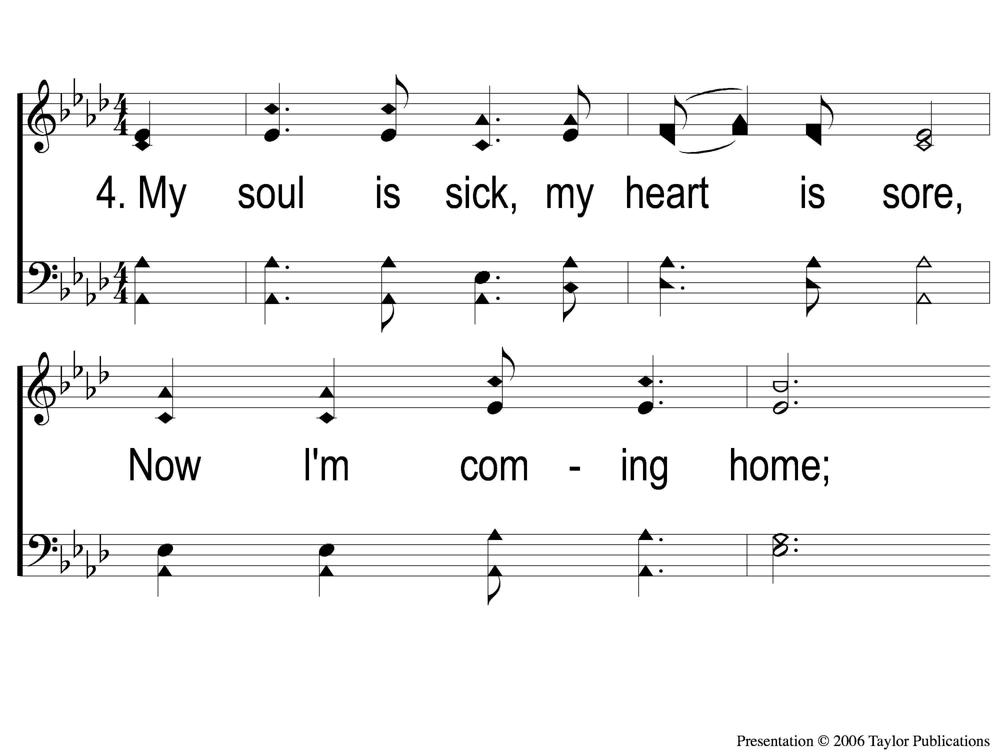 4. My soul is sick, my heart is sore,
Now I'm com - ing home;
Presentation © 2006 Taylor Publications